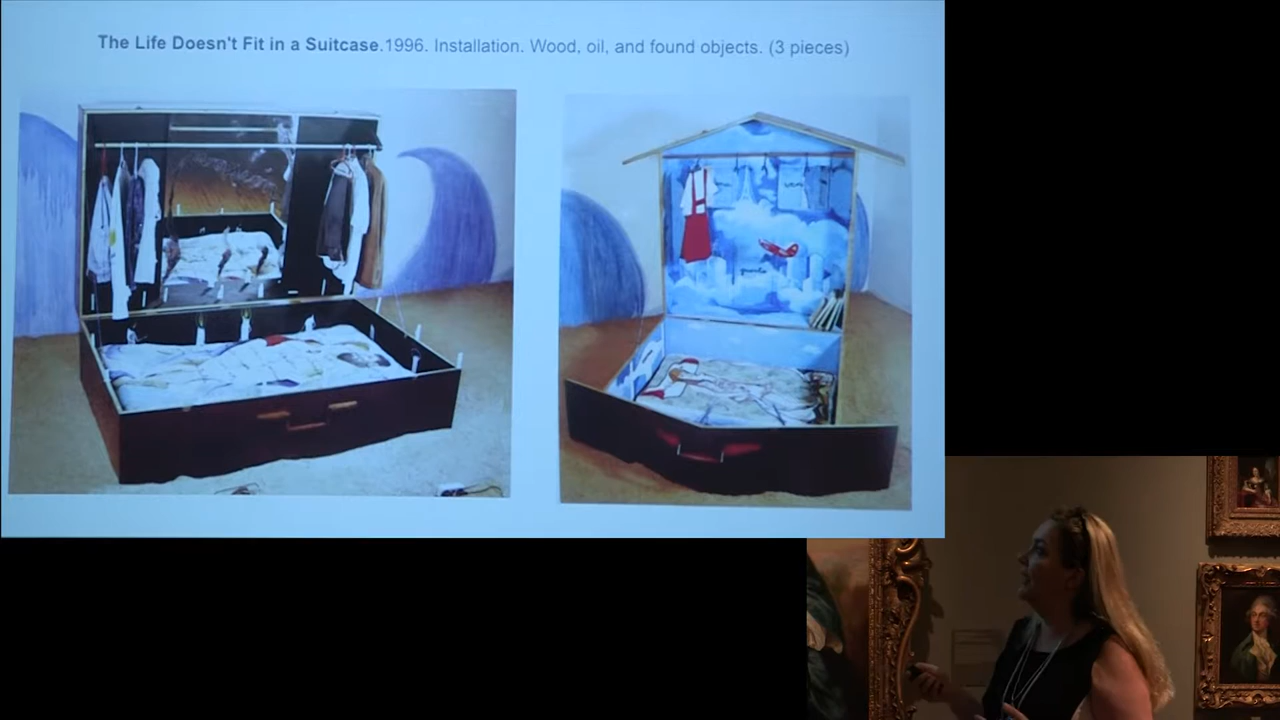 The Life Doesn't Fit in a Suitcase.1996. Installation. Wood, oil, and found objects. (3 pieces)